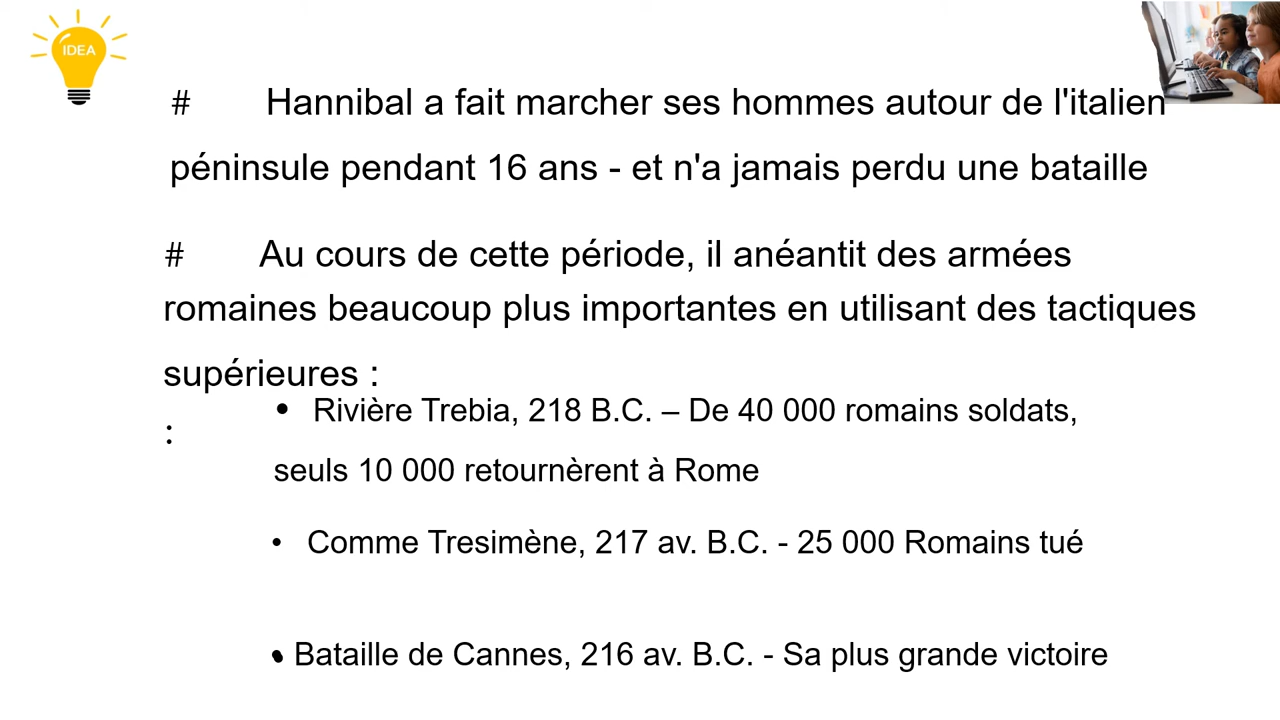 IDEA
# Hannibal a fait marcher ses hommes autour de l'italien
péninsule pendant 16 ans - et n'a jamais perdu une bataille
# Au cours de cette période, il anéantit des armées
romaines beaucoup plus importantes en utilisant des tactiques
supérieures :
• Rivière Trebia, 218 B.C. – De 40 000 romains soldats,
:
seuls 10 000 retournèrent à Rome
• Comme Tresimène, 217 av. B.C. - 25 000 Romains tué
• Bataille de Cannes, 216 av. B.C. - Sa plus grande victoire